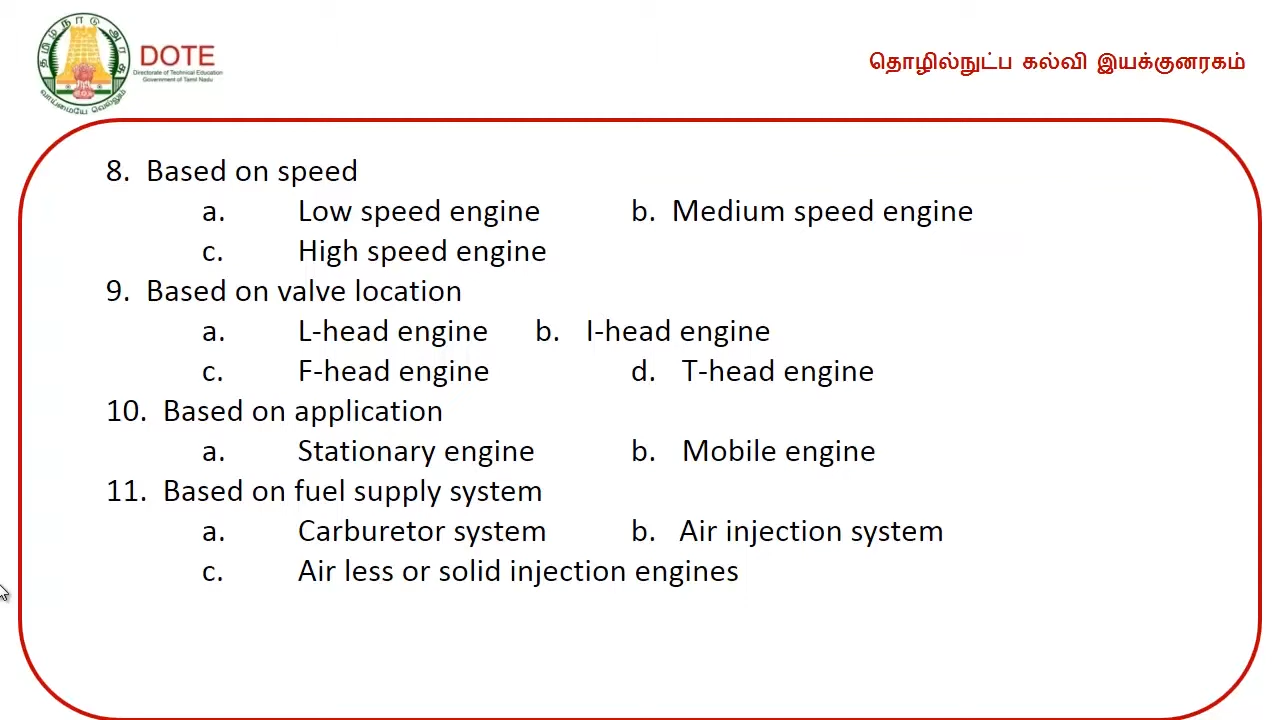 தமிழ்நாடு அரசு
வாய்மையே வெல்லும்
DOTE
Directorate of Technical Education
Government of Tamil Nadu
தொழில்நுட்ப கல்வி இயக்குனரகம்
8. Based on speed
a. Low speed engine b. Medium speed engine
c. High speed engine
9. Based on valve location
a. L-head engine b. I-head engine
c. F-head engine d. T-head engine
10. Based on application
a. Stationary engine b. Mobile engine
11. Based on fuel supply system
a. Carburetor system b. Air injection system
c. Air less or solid injection engines